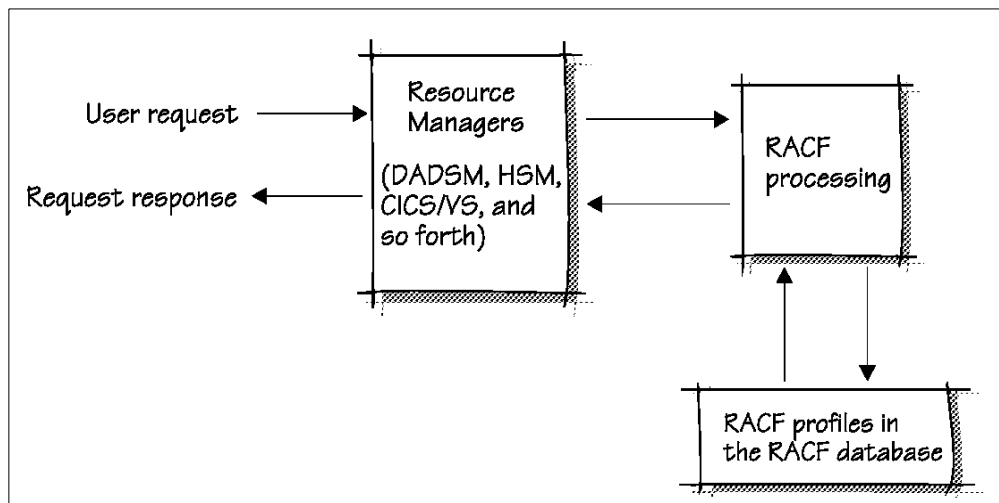 User request
Request response
Resource
Managers
(DADSM, HSM,
CICS/VS, and
so forth)
RACF
processing
RACF profiles in
the RACF database